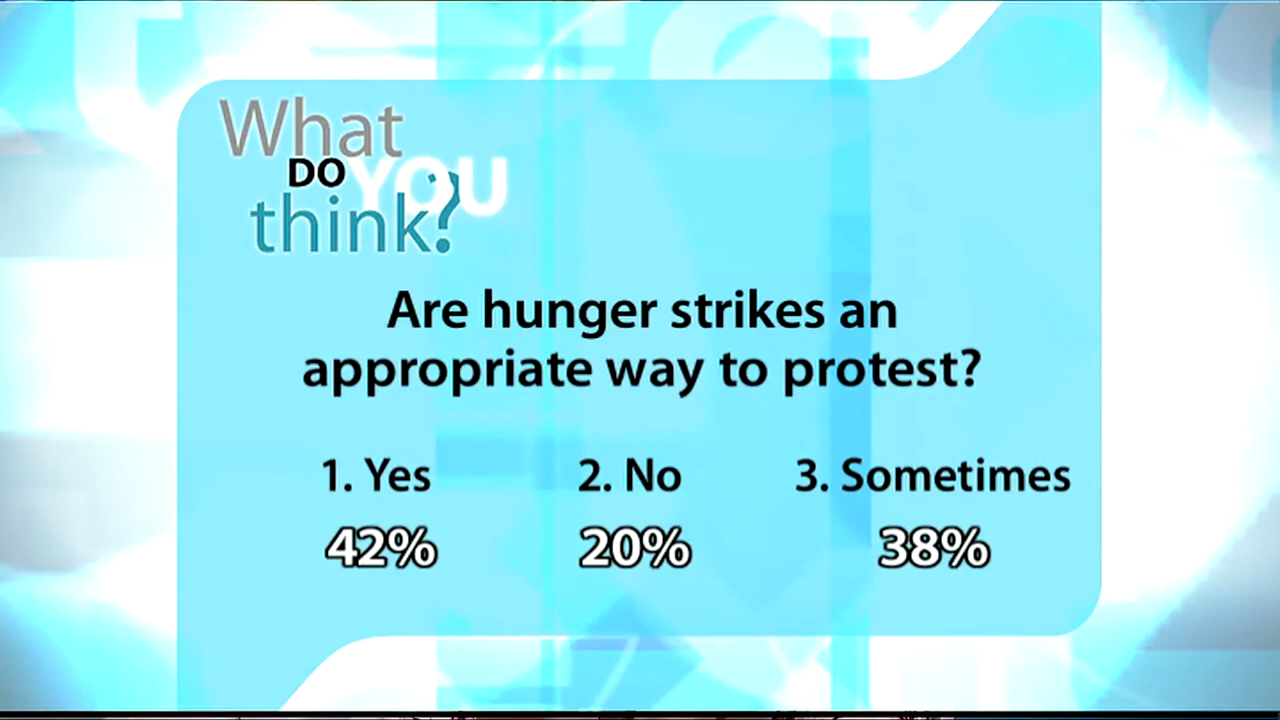 What
DO YOU
think?
Are hunger strikes an
appropriate way to protest?
1. Yes 2. No 3. Sometimes
42% 20% 38%